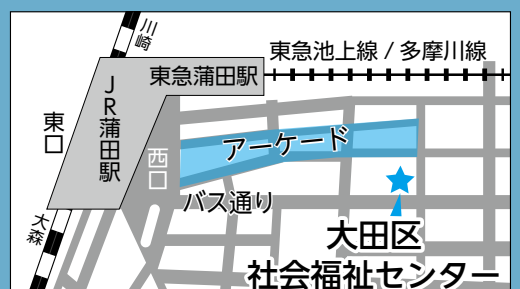 川崎
東急池上線 / 多摩川線
東急蒲田駅
JR蒲田駅
東口
アーケード
西口
バス通り
大森
大田区
社会福祉センター